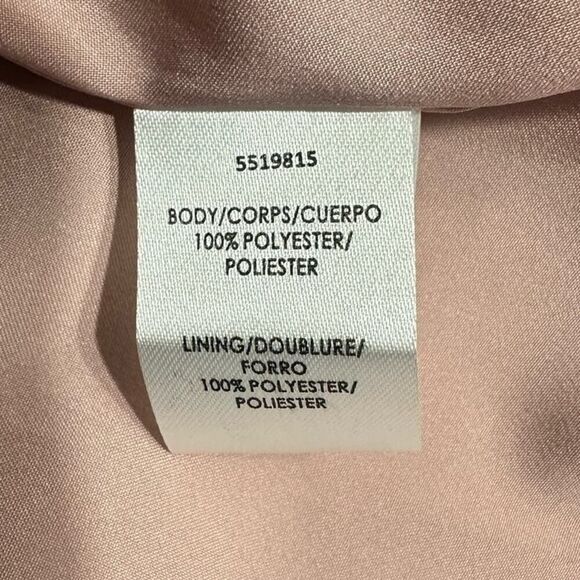 5519815
BODY/CORPS/CUERPO
100% POLYESTER/
POLIESTER
LINING/DOUBLURE/
FORRO
100% POLYESTER/
POLIESTER